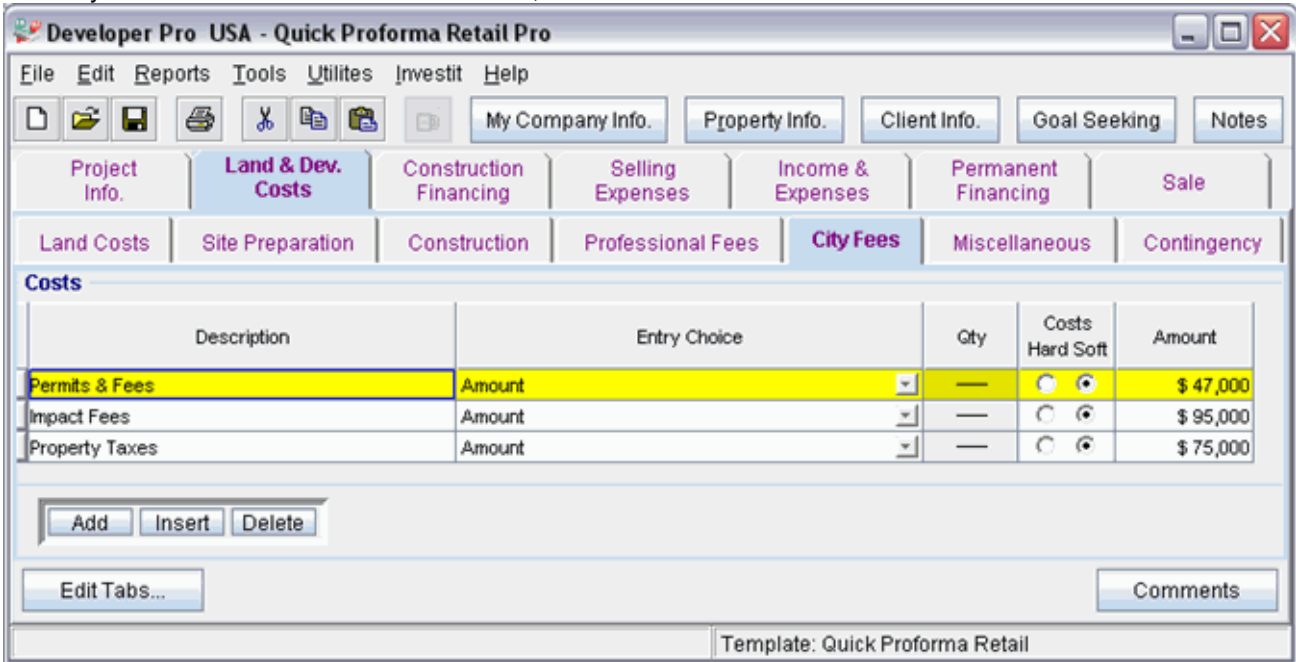 Developer Pro USA - Quick Proforma Retail Pro
File Edit Reports Tools Utilites Investit Help
My Company Info. Property Info. Client Info. Goal Seeking Notes
Project Info. Land & Dev. Costs Construction Financing Selling Expenses Income & Expenses Permanent Financing Sale
Land Costs Site Preparation Construction Professional Fees City Fees Miscellaneous Contingency
Costs
Description Entry Choice Qty Costs Hard Soft Amount
Permits & Fees Amount — $ 47,000
Impact Fees Amount — $ 95,000
Property Taxes Amount — $ 75,000
Add Insert Delete
Edit Tabs... Comments
Template: Quick Proforma Retail